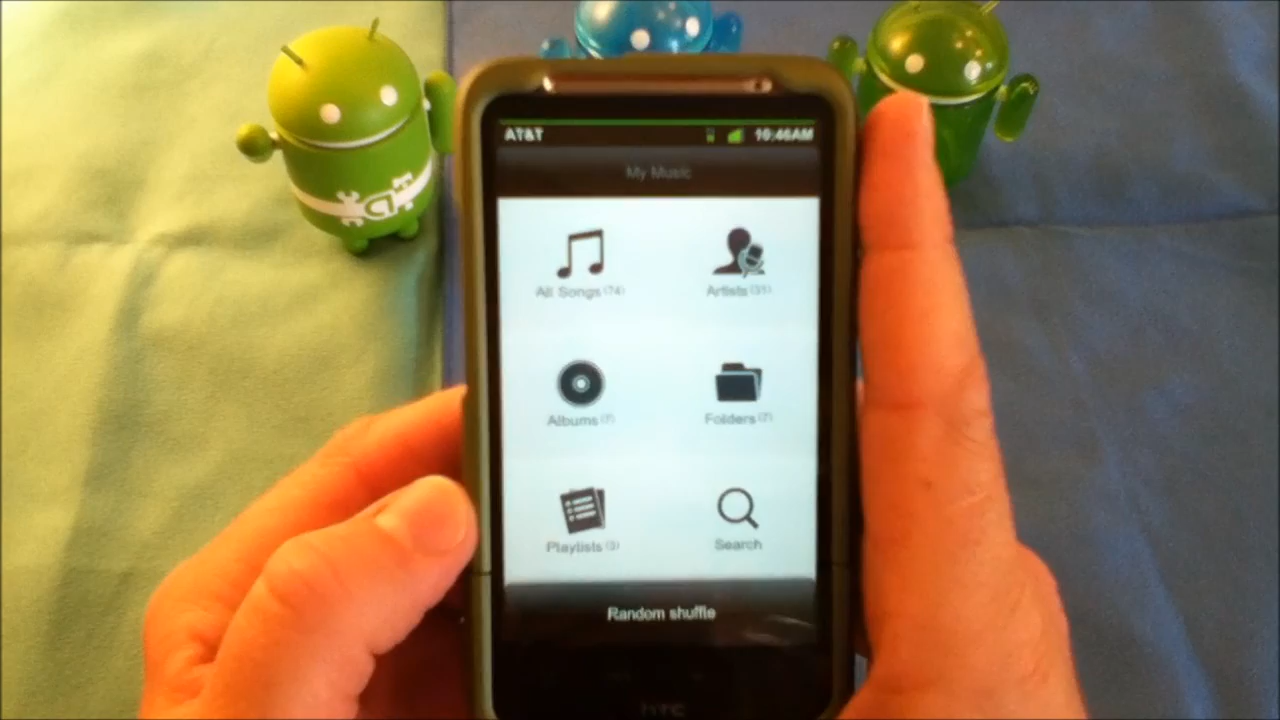 AT&T 10:46AM
My Music
All Songs (74) Artists (31)
Albums (7) Folders (7)
Playlists (3) Search
Random shuffle
hTC